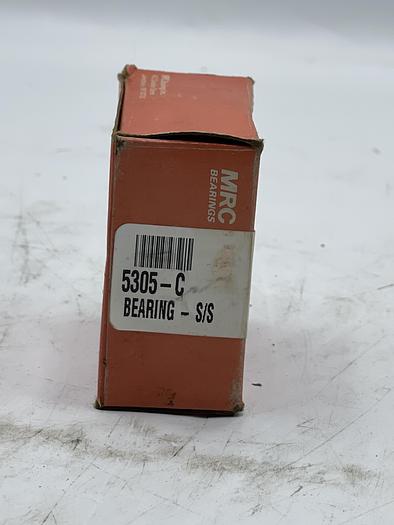 MRC
BEARINGS
5305-C
BEARING - S/S